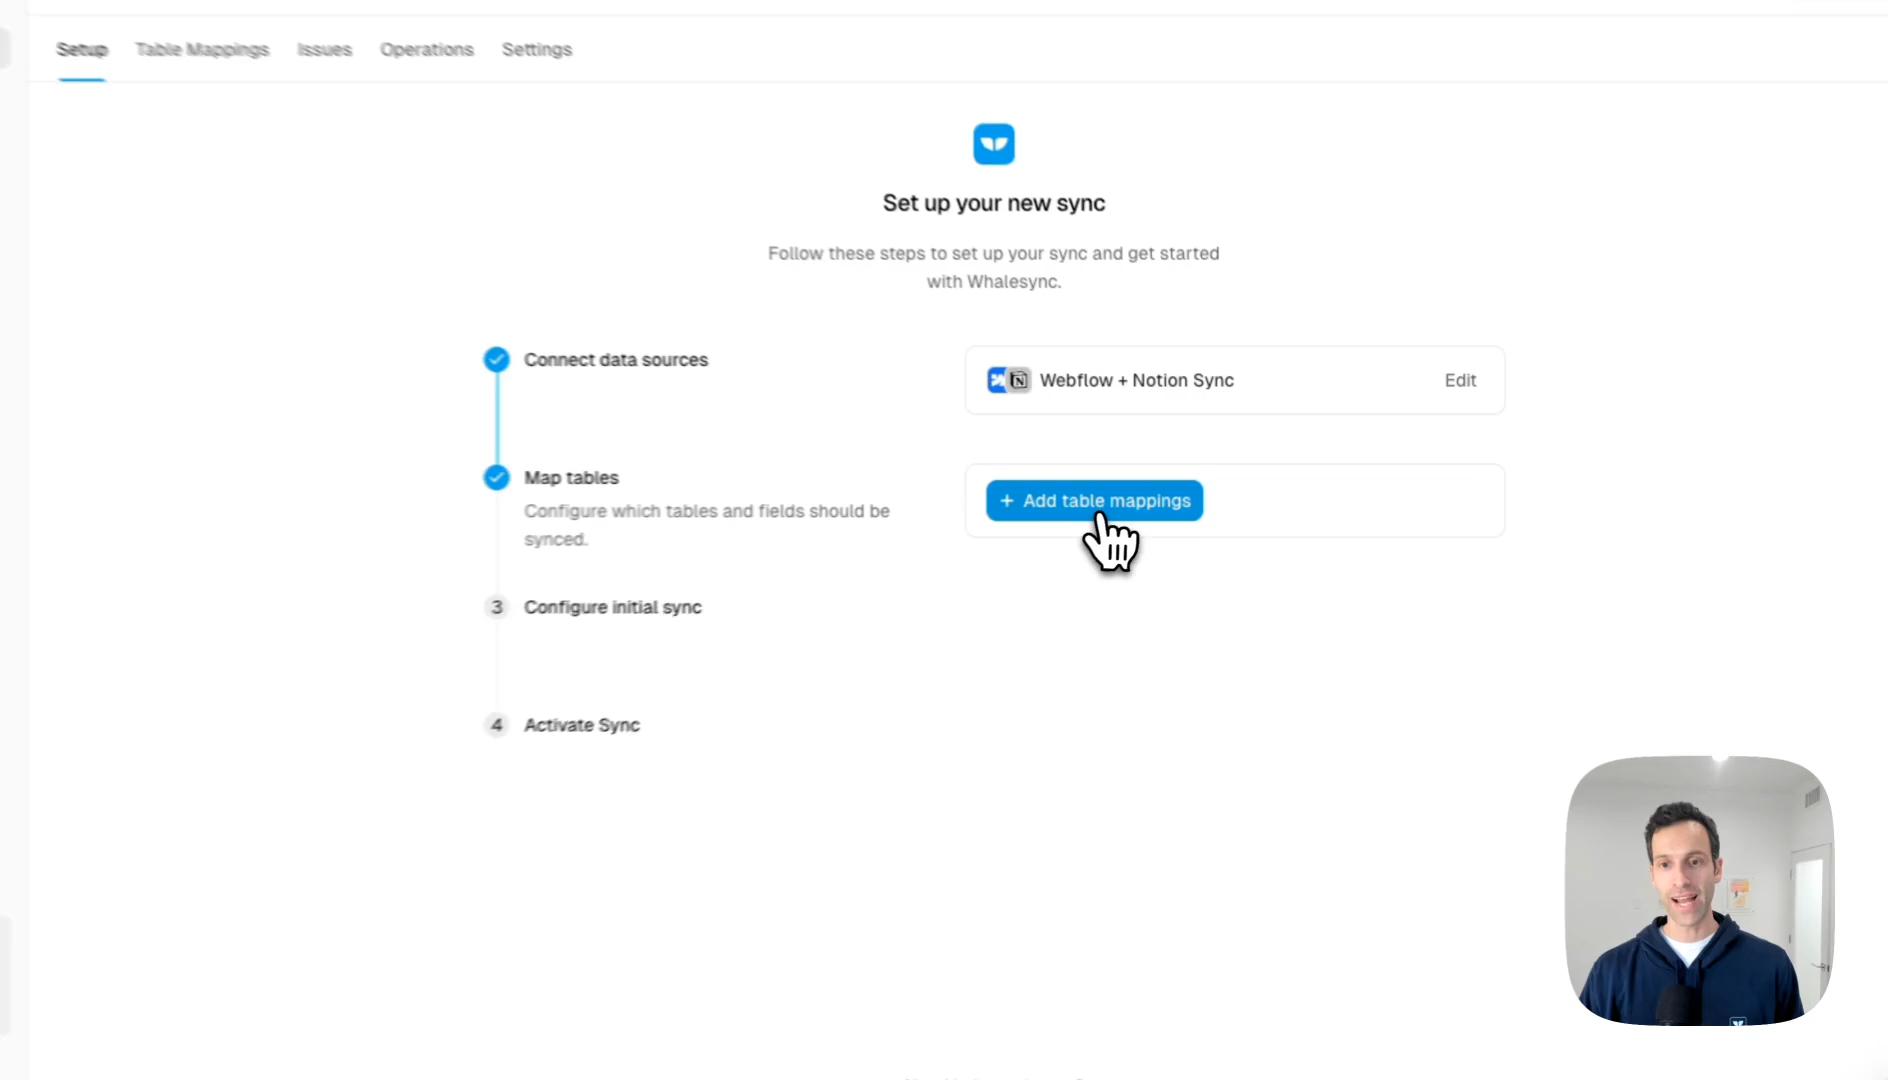 Setup Table Mappings Issues Operations Settings
Set up your new sync
Follow these steps to set up your sync and get started
with Whalesync.
Connect data sources
Webflow + Notion Sync Edit
Map tables
Configure which tables and fields should be
synced.
+ Add table mappings
3 Configure initial sync
4 Activate Sync